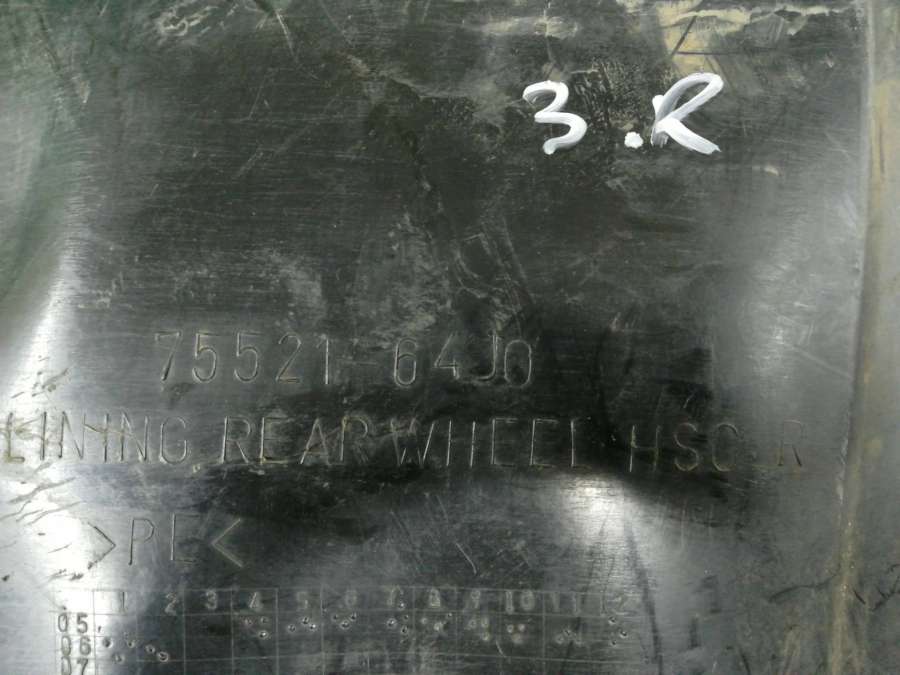 3.R
75521-64J0
LINING REAR WHEEL HSG.R
>PE<
1 2 3 4 5 6 7 8 9 10 11 12
05
06
07